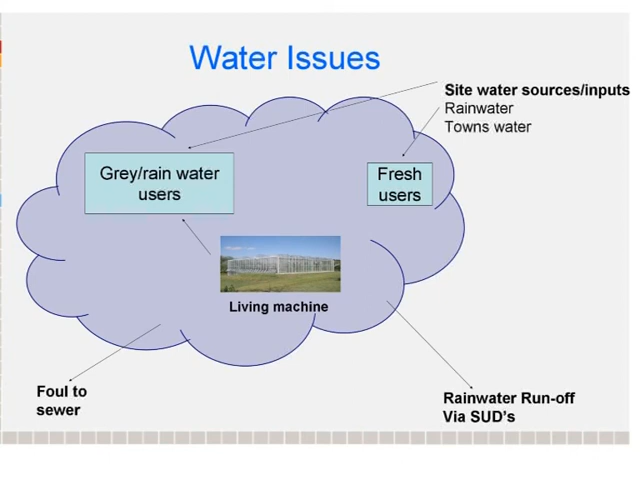 Water Issues
Site water sources/inputs
Rainwater
Towns water
Grey/rain water
users
Fresh
users
Living machine
Foul to
sewer
Rainwater Run-off
Via SUD's